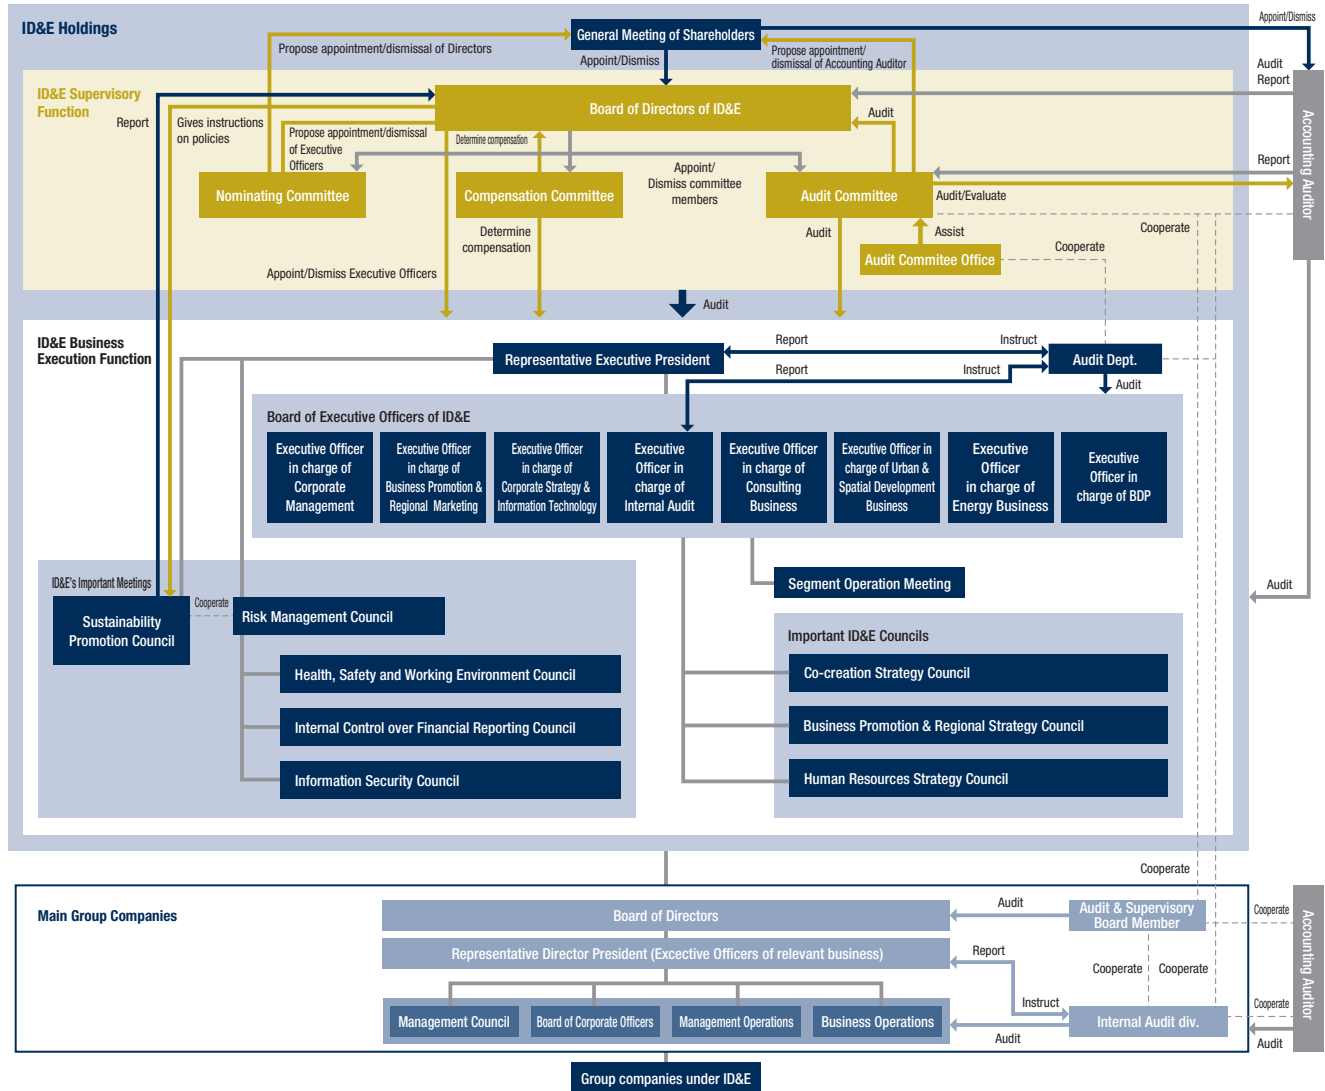 ID&E Holdings
General Meeting of Shareholders
Appoint/Dismiss
Propose appointment/dismissal of Directors
Appoint/Dismiss
Propose appointment/
dismissal of Accounting Auditor
Audit
Report
ID&E Supervisory
Function
Report
Gives instructions
on policies
Propose appointment/dismissal
of Executive
Officers
Board of Directors of ID&E
Determine compensation
Audit
Accounting Auditor
Nominating Committee
Compensation Committee
Appoint/
Dismiss committee
members
Audit Committee
Report
Audit/Evaluate
Cooperate
Determine
compensation
Audit
Assist
Cooperate
Audit Commitee Office
Appoint/Dismiss Executive Officers
Audit
ID&E Business
Execution Function
Representative Executive President
Report
Instruct
Audit Dept.
Report
Instruct
Audit
Board of Executive Officers of ID&E
Executive Officer
in charge of
Corporate
Management
Executive Officer
in charge of
Business Promotion &
Regional Marketing
Executive Officer
in charge of
Corporate Strategy &
Information Technology
Executive
Officer in
charge of
Internal Audit
Executive Officer
in charge of
Consulting
Business
Executive Officer in
charge of Urban &
Spatial Development
Business
Executive
Officer
in charge of
Energy Business
Executive
Officer in
charge of BDP
ID&E's Important Meetings
Segment Operation Meeting
Audit
Sustainability
Promotion Council
Cooperate
Risk Management Council
Health, Safety and Working Environment Council
Internal Control over Financial Reporting Council
Information Security Council
Important ID&E Councils
Co-creation Strategy Council
Business Promotion & Regional Strategy Council
Human Resources Strategy Council
Cooperate
Main Group Companies
Board of Directors
Audit
Audit & Supervisory
Board Member
Cooperate
Accounting Auditor
Representative Director President (Excective Officers of relevant business)
Report
Cooperate
Cooperate
Instruct
Management Council
Board of Corporate Officers
Management Operations
Business Operations
Audit
Internal Audit div.
Cooperate
Audit
Group companies under ID&E